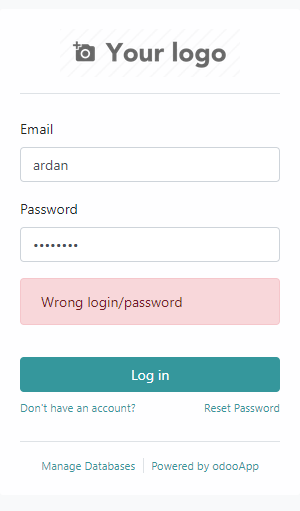 Your logo
Email
ardan
Password
••••••••
Wrong login/password
Log in
Don't have an account? Reset Password
Manage Databases Powered by odooApp